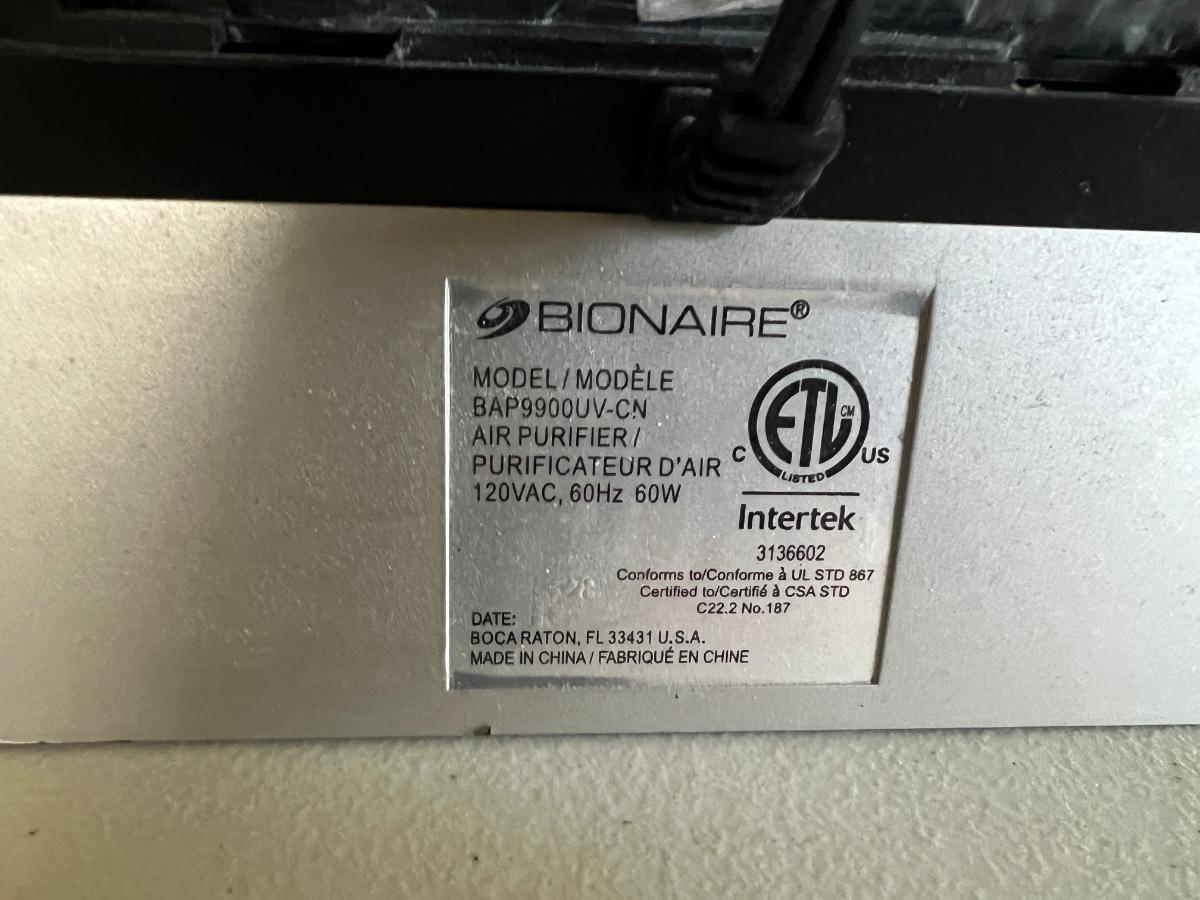 BIONAIRE®
MODEL / MODÈLE
BAP9900UV-CN
AIR PURIFIER /
PURIFICATEUR D'AIR
120VAC, 60Hz 60W
ETL CM
C US
LISTED
Intertek
3136602
Conforms to/Conforme à UL STD 867
Certified to/Certifié à CSA STD
C22.2 No.187
DATE:
BOCA RATON, FL 33431 U.S.A.
MADE IN CHINA / FABRIQUÉ EN CHINE